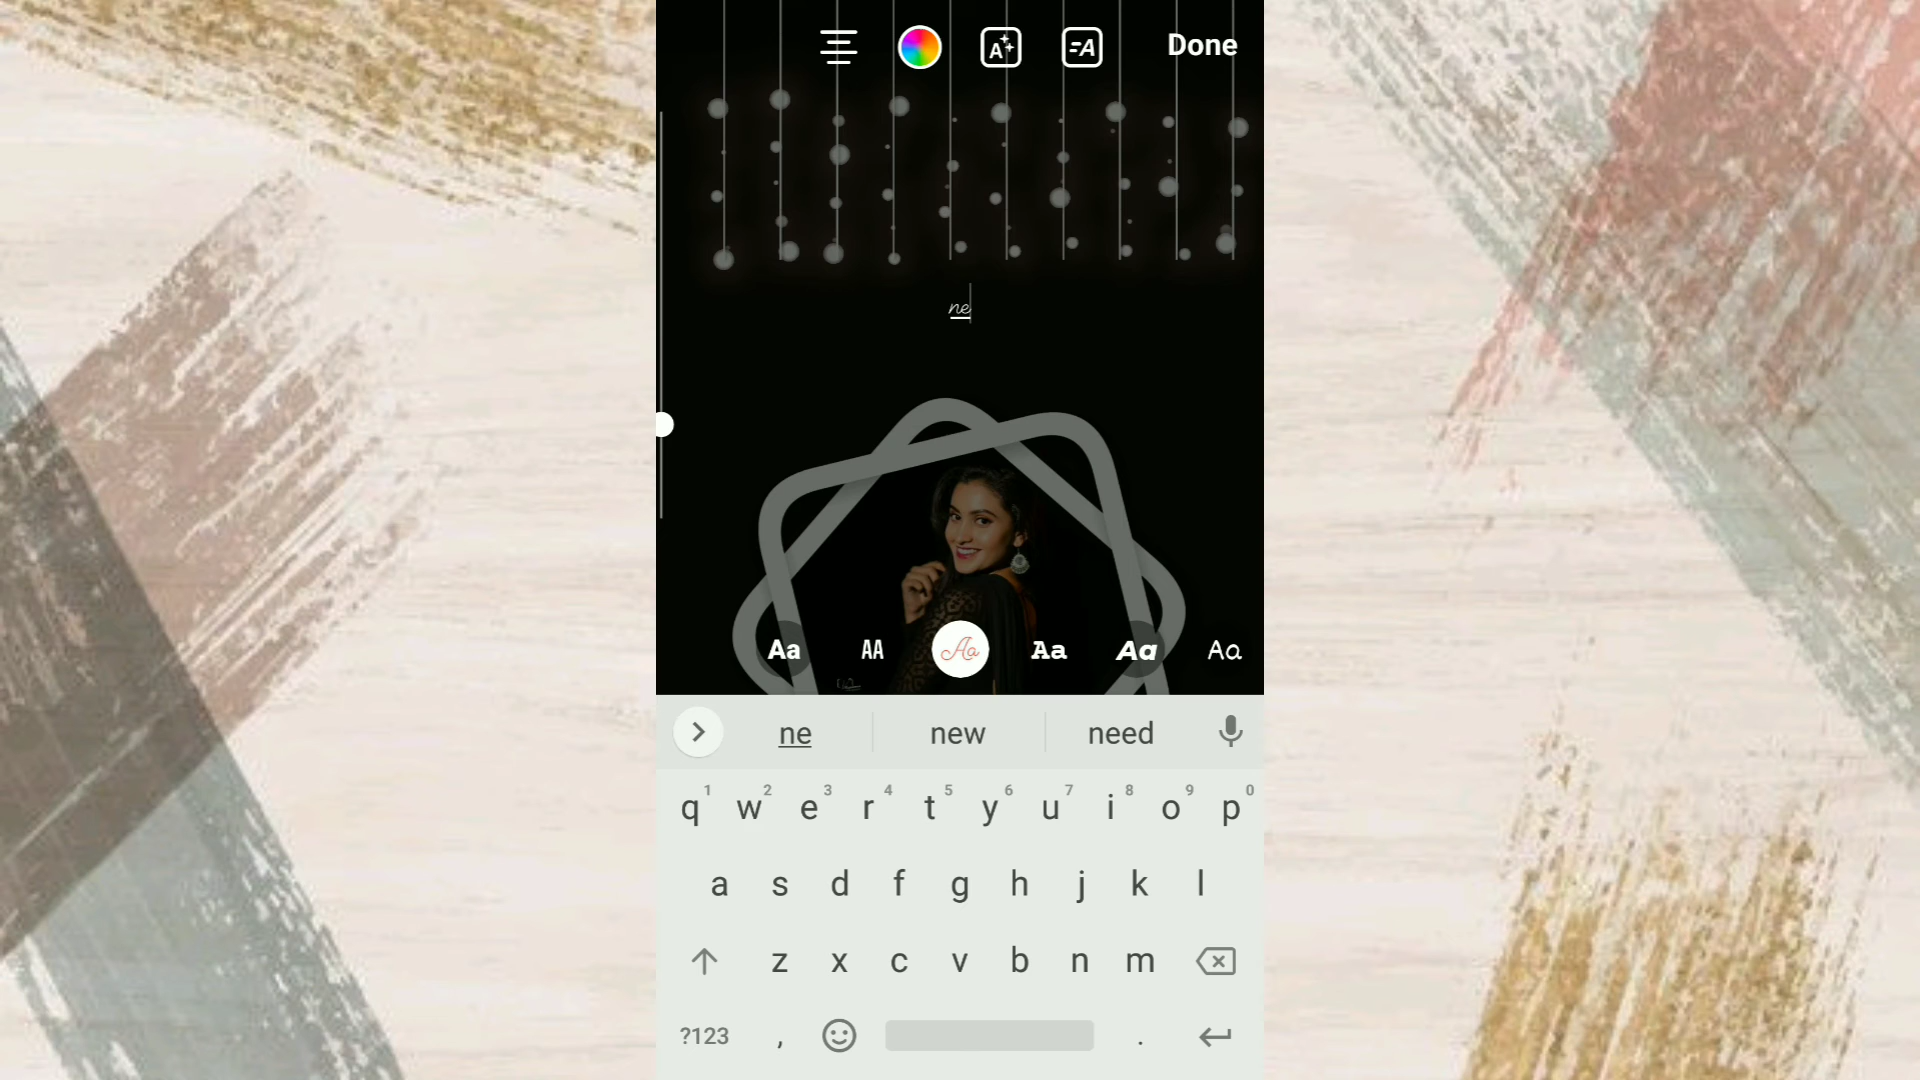 Done
ne
Aa AA Aa Aa Aa Aa
ne new need
1 2 3 4 5 6 7 8 9 0
q w e r t y u i o p
a s d f g h j k l
z x c v b n m
?123 , .